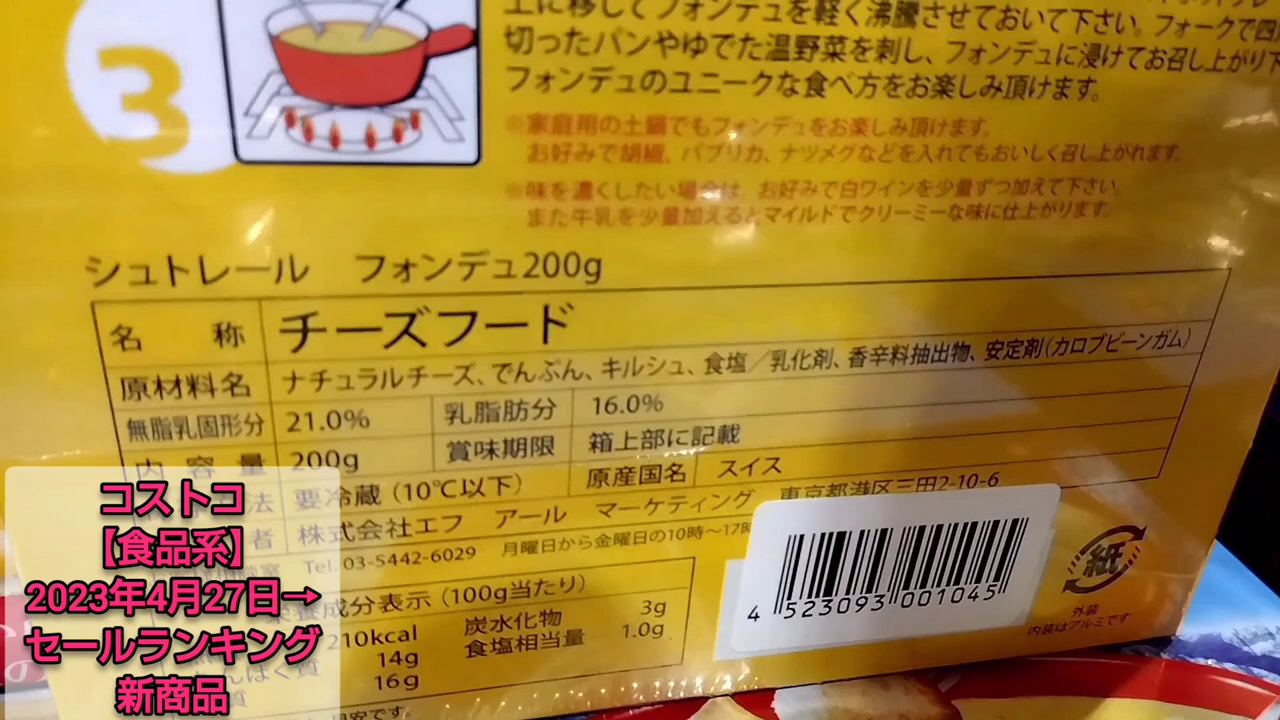 3
上に移してフォンデュを軽く沸騰させておいて下さい。フォークで四
切ったパンやゆでた温野菜を刺し、フォンデュに浸けてお召し上がり下
フォンデュのユニークな食べ方をお楽しみ頂けます。
※家庭用の土鍋でもフォンデュをお楽しみ頂けます。
お好みで胡椒、パプリカ、ナツメグなどを入れてもおいしく召し上がれます。
※味を濃くしたい場合は、お好みで白ワインを少量ずつ加えて下さい
また牛乳を少量加えるとマイルドでクリーミーな味に仕上がります。
シュトレール フォンデュ200g
名称 チーズフード
原材料名 ナチュラルチーズ、でんぷん、キルシュ、食塩／乳化剤、香辛料抽出物、安定剤(カロブビーンガム)
無脂乳固形分 21.0% 乳脂肪分 16.0%
内容量 200g 賞味期限 箱上部に記載
法 要冷蔵(10℃以下) 原産国名 スイス
者 株式会社エフ アール マーケティング 東京都港区三田2-10-6
室 Tel.03-5442-6029 月曜日から金曜日の10時〜17時
栄養成分表示(100g当たり)
210kcal 炭水化物 3g
んぱく質 14g 食塩相当量 1.0g
質 16g
目安です。
4 523093 001045
紙
外装
内装はアルミです
コストコ
【食品系】
2023年4月27日→
セールランキング
新商品